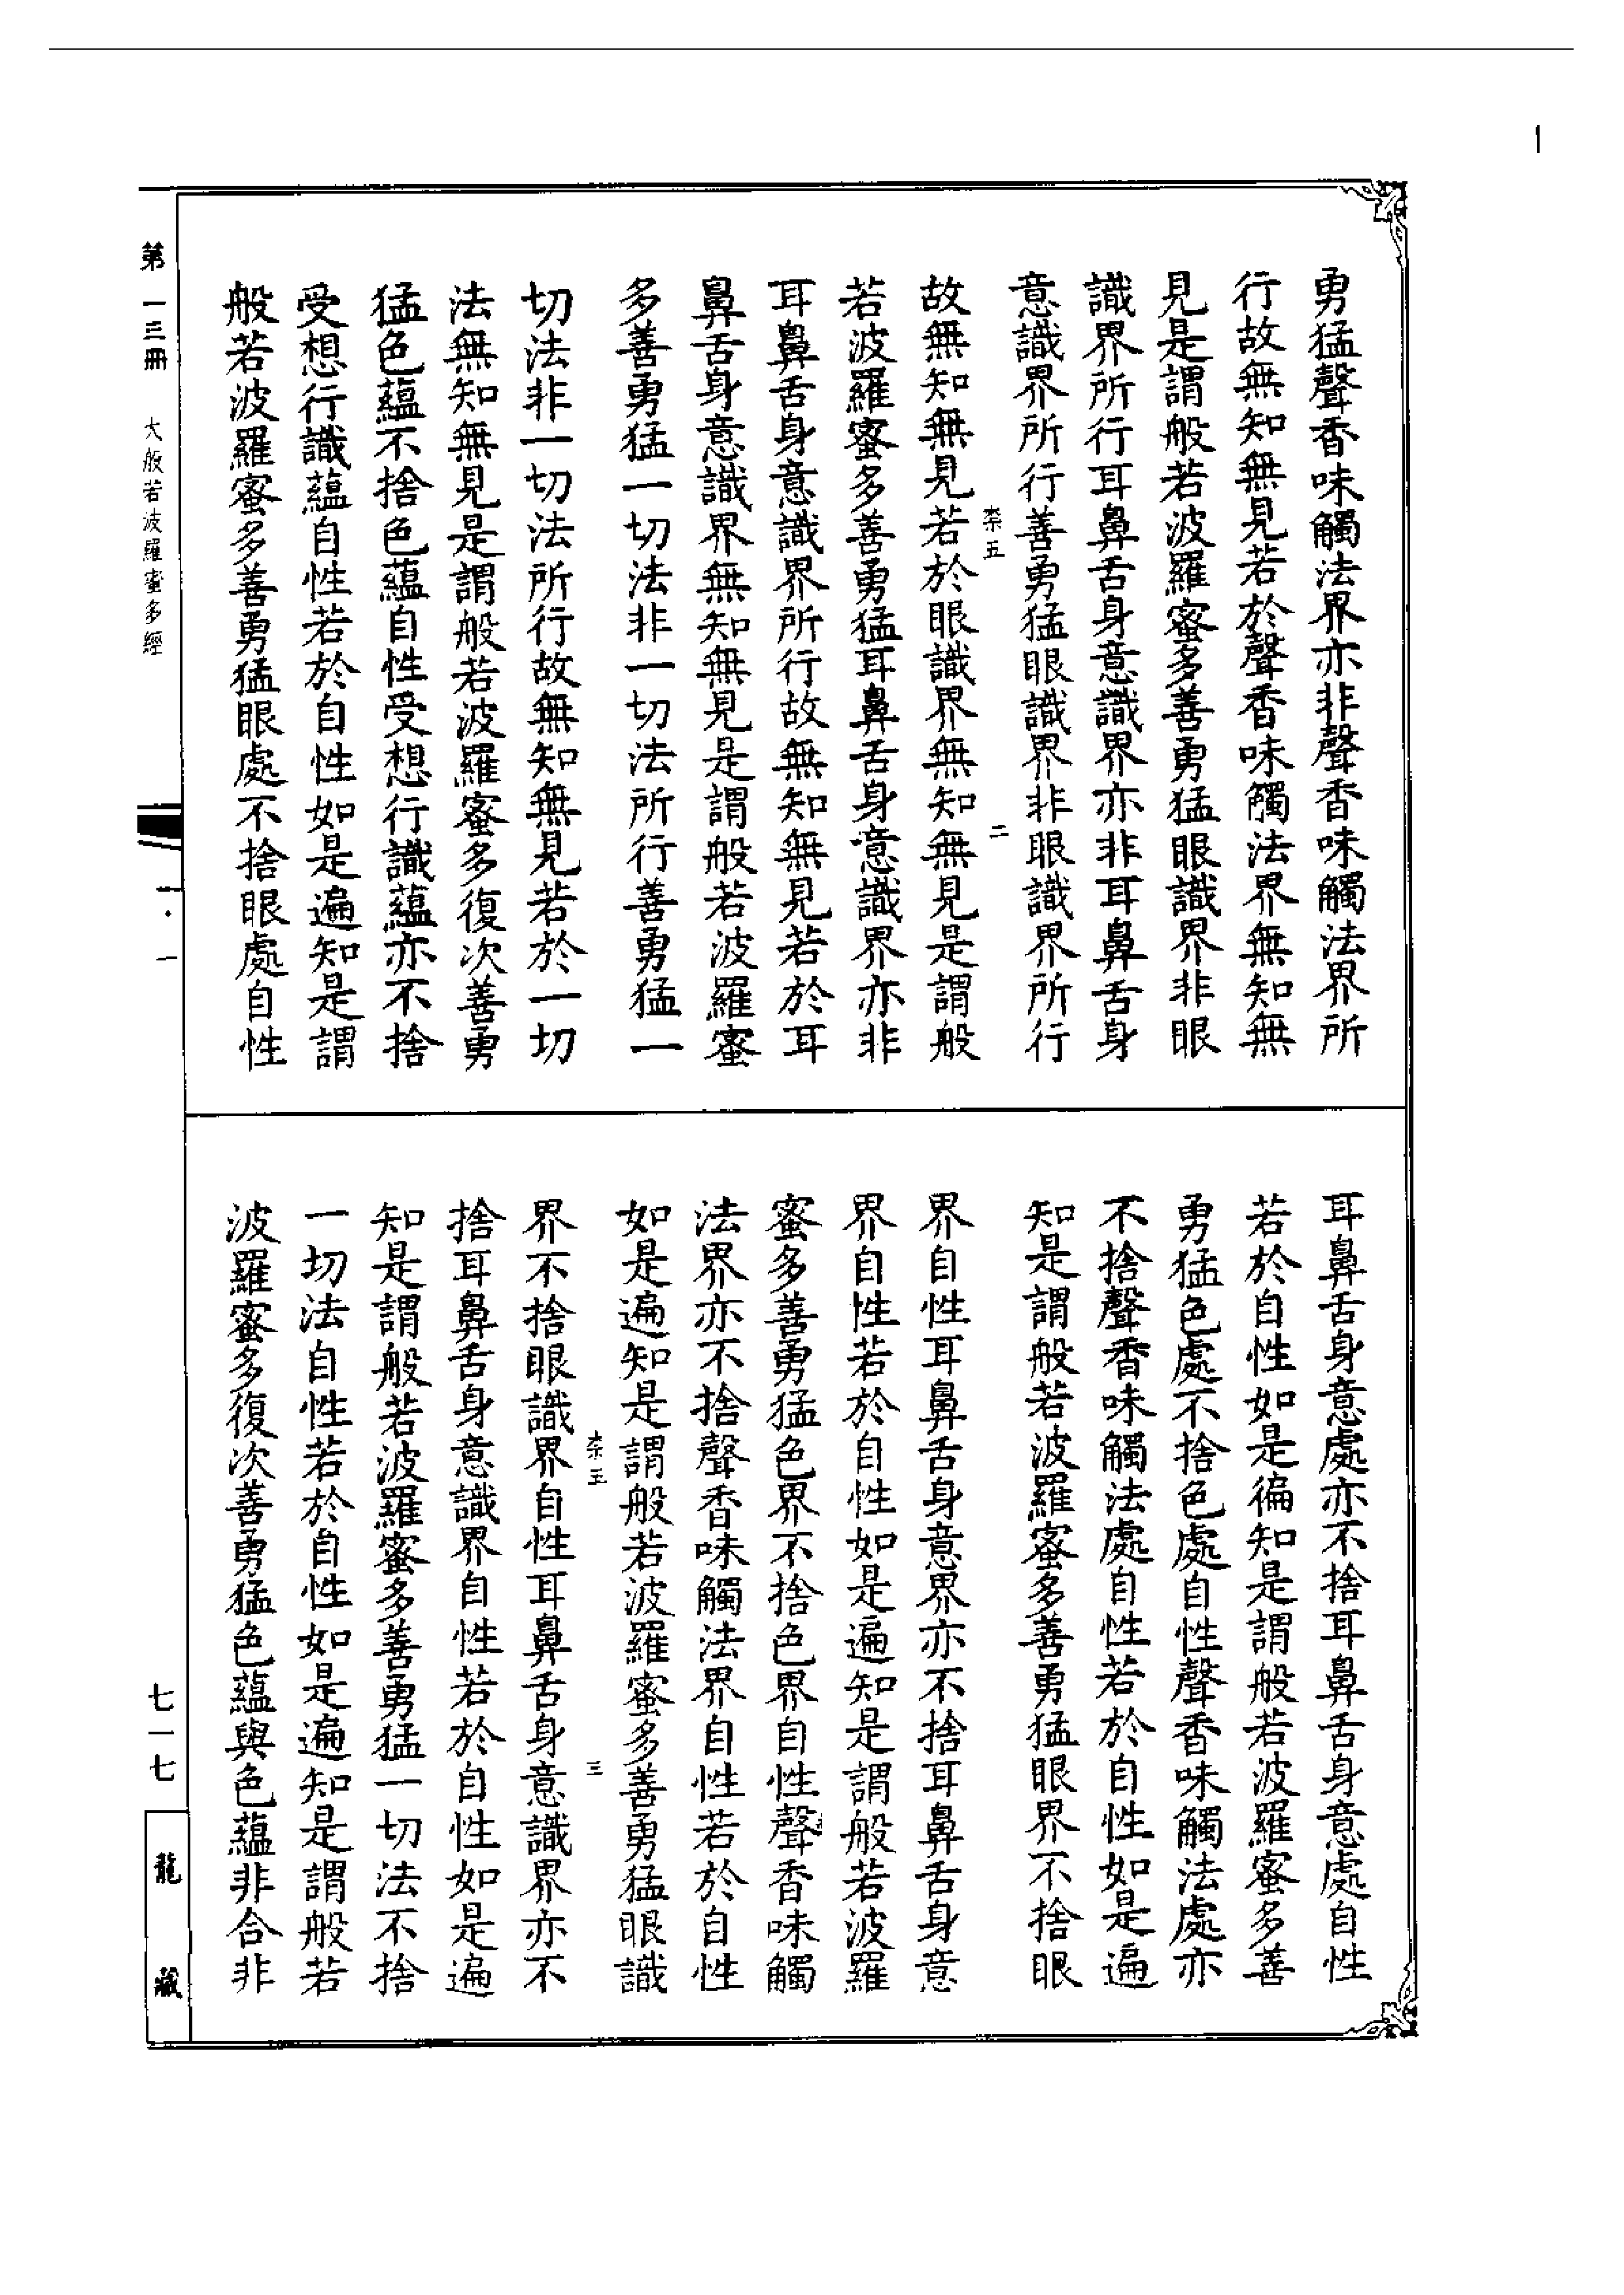 勇猛聲香味觸法界亦非聲香味觸法界所
行故無知無見若於聲香味觸法界無知無
見是謂般若波羅蜜多善勇猛眼識界非眼
識界所行耳鼻舌身意識界亦非耳鼻舌身
意識界所行善勇猛眼識界非眼識界所行
柰五
二
故無知無見若於眼識界無知無見是謂般
若波羅蜜多善勇猛耳鼻舌身意識界亦非
耳鼻舌身意識界所行故無知無見若於耳
鼻舌身意識界無知無見是謂般若波羅蜜
多善勇猛一切法非一切法所行善勇猛一
切法非一切法所行故無知無見若於一切
法無知無見是謂般若波羅蜜多復次善勇
猛色蘊不捨色蘊自性受想行識蘊亦不捨
受想行識蘊自性若於自性如是遍知是謂
般若波羅蜜多善勇猛眼處不捨眼處自性
耳鼻舌身意處亦不捨耳鼻舌身意處自性
若於自性如是徧知是謂般若波羅蜜多善
勇猛色處不捨色處自性聲香味觸法處亦
不捨聲香味觸法處自性若於自性如是遍
知是謂般若波羅蜜多善勇猛眼界不捨眼
界自性耳鼻舌身意界亦不捨耳鼻舌身意
界自性若於自性如是遍知是謂般若波羅
蜜多善勇猛色界不捨色界自性聲香味觸
法界亦不捨聲香味觸法界自性若於自性
如是遍知是謂般若波羅蜜多善勇猛眼識
柰五
三
界不捨眼識界自性耳鼻舌身意識界亦不
捨耳鼻舌身意識界自性若於自性如是遍
知是謂般若波羅蜜多善勇猛一切法不捨
一切法自性若於自性如是遍知是謂般若
波羅蜜多復次善勇猛色蘊與色蘊非合非
第一三冊 大般若波羅蜜多經
一·一
七一七
龍藏